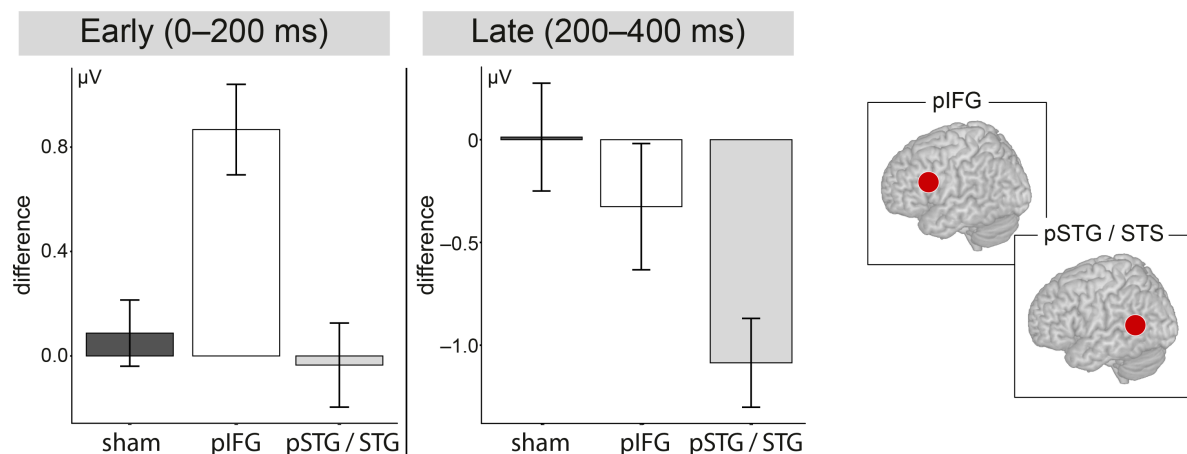 Early (0–200 ms)
µV
0.8
0.4
0.0
difference
sham pIFG pSTG / STG
Late (200–400 ms)
µV
0
−0.5
−1.0
difference
sham pIFG pSTG / STG
pIFG
pSTG / STS